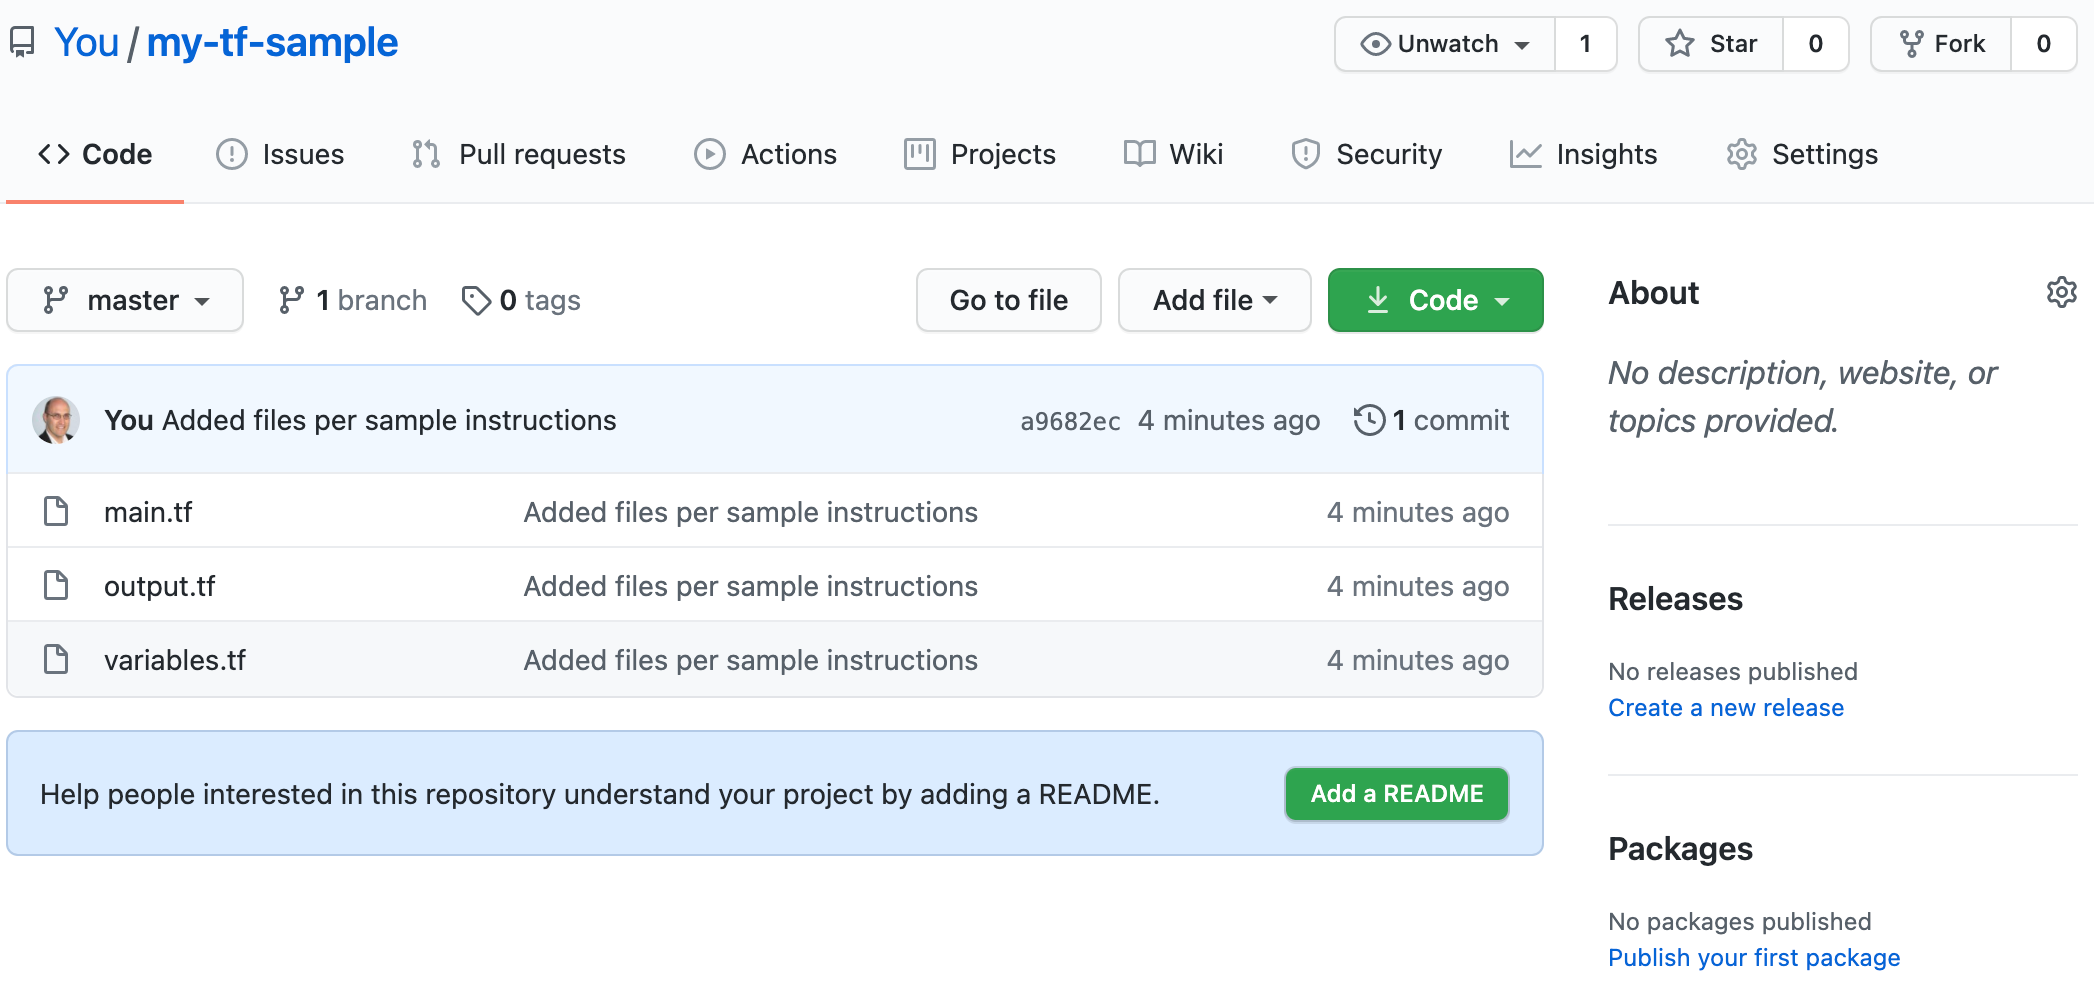 You / my-tf-sample
Unwatch 1 Star 0 Fork 0
Code Issues Pull requests Actions Projects Wiki Security Insights Settings
master 1 branch 0 tags Go to file Add file Code
You Added files per sample instructions a9682ec 4 minutes ago 1 commit
main.tf Added files per sample instructions 4 minutes ago
output.tf Added files per sample instructions 4 minutes ago
variables.tf Added files per sample instructions 4 minutes ago
Help people interested in this repository understand your project by adding a README. Add a README
About
No description, website, or
topics provided.
Releases
No releases published
Create a new release
Packages
No packages published
Publish your first package